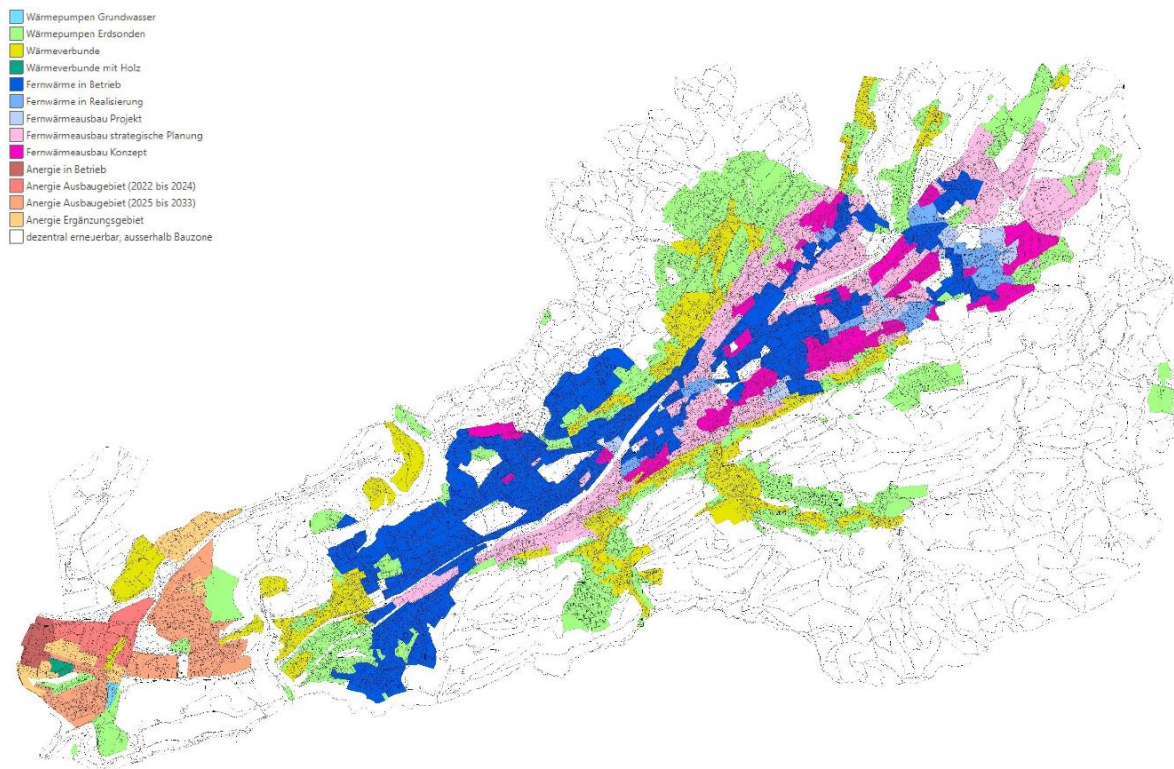 Wärmepumpen Grundwasser
Wärmepumpen Erdsonden
Wärmeverbunde
Wärmeverbunde mit Holz
Fernwärme in Betrieb
Fernwärme in Realisierung
Fernwärmeausbau Projekt
Fernwärmeausbau strategische Planung
Fernwärmeausbau Konzept
Anergie in Betrieb
Anergie Ausbaugebiet (2022 bis 2024)
Anergie Ausbaugebiet (2025 bis 2033)
Anergie Ergänzungsgebiet
dezentral erneuerbar, ausserhalb Bauzone